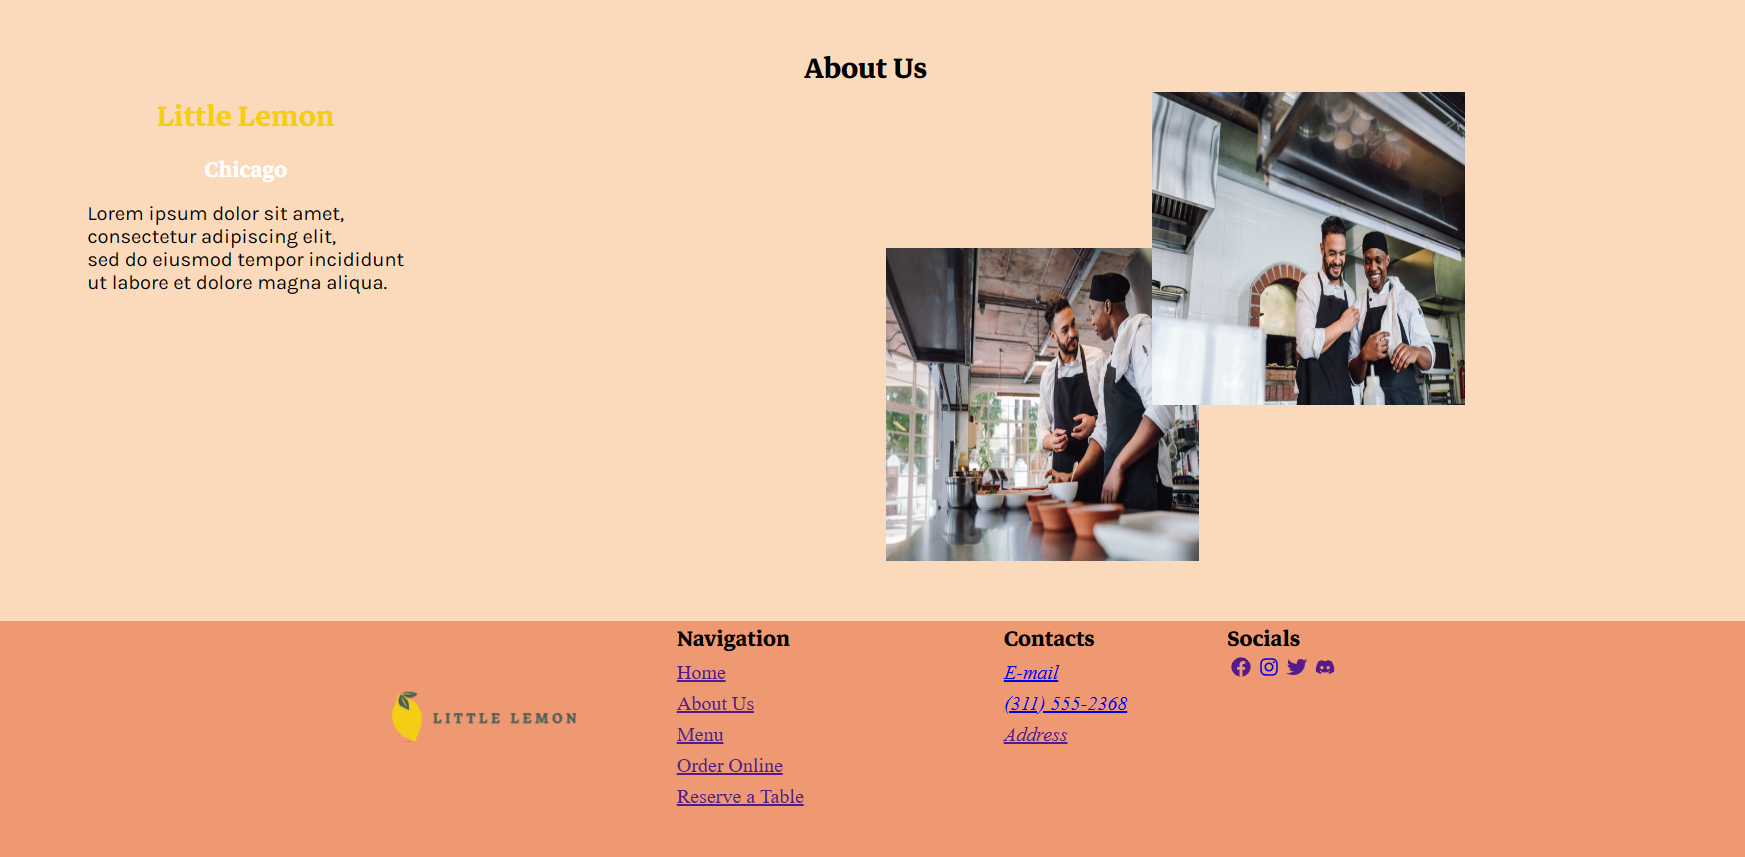 About Us
Little Lemon
Chicago
Lorem ipsum dolor sit amet,
consectetur adipiscing elit,
sed do eiusmod tempor incididunt
ut labore et dolore magna aliqua.
LITTLE LEMON
Navigation
Home
About Us
Menu
Order Online
Reserve a Table
Contacts
E-mail
(311) 555-2368
Address
Socials